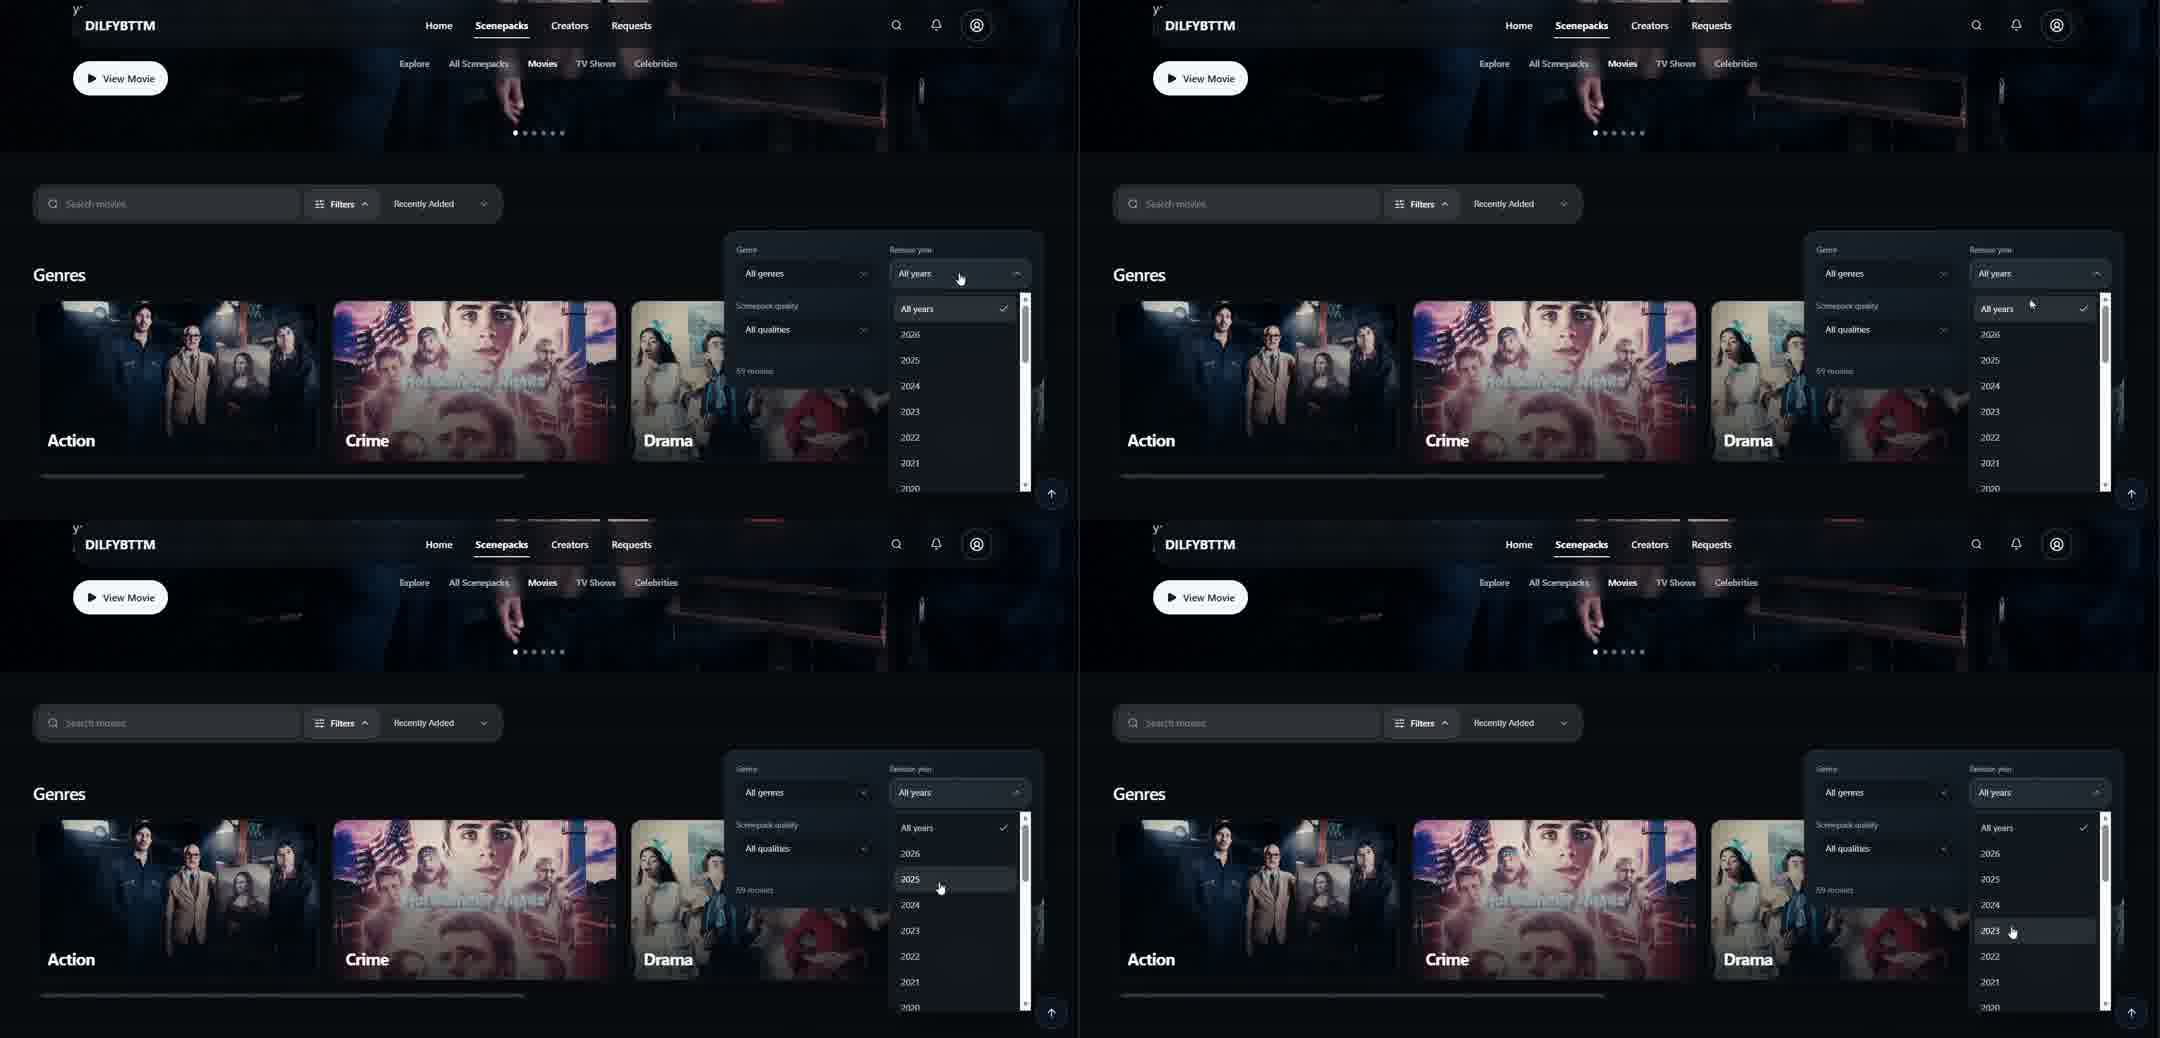 DILFYBTTM
Home Scenepacks Creators Requests
Explore All Scenepacks Movies TV Shows Celebrities
View Movie
Search movies
Filters
Recently Added
Genre
Release year
All genres
All years
Genres
Scenepack quality
All qualities
59 movies
All years
2026
2025
2024
2023
2022
2021
2020
Action
Crime
Drama
DILFYBTTM
Home Scenepacks Creators Requests
Explore All Scenepacks Movies TV Shows Celebrities
View Movie
Search movies
Filters
Recently Added
Genre
Release year
All genres
All years
Genres
Scenepack quality
All qualities
59 movies
All years
2026
2025
2024
2023
2022
2021
2020
Action
Crime
Drama
DILFYBTTM
Home Scenepacks Creators Requests
Explore All Scenepacks Movies TV Shows Celebrities
View Movie
Search movies
Filters
Recently Added
Genre
Release year
All genres
All years
Genres
Scenepack quality
All qualities
59 movies
All years
2026
2025
2024
2023
2022
2021
2020
Action
Crime
Drama
DILFYBTTM
Home Scenepacks Creators Requests
Explore All Scenepacks Movies TV Shows Celebrities
View Movie
Search movies
Filters
Recently Added
Genre
Release year
All genres
All years
Genres
Scenepack quality
All qualities
59 movies
All years
2026
2025
2024
2023
2022
2021
2020
Action
Crime
Drama